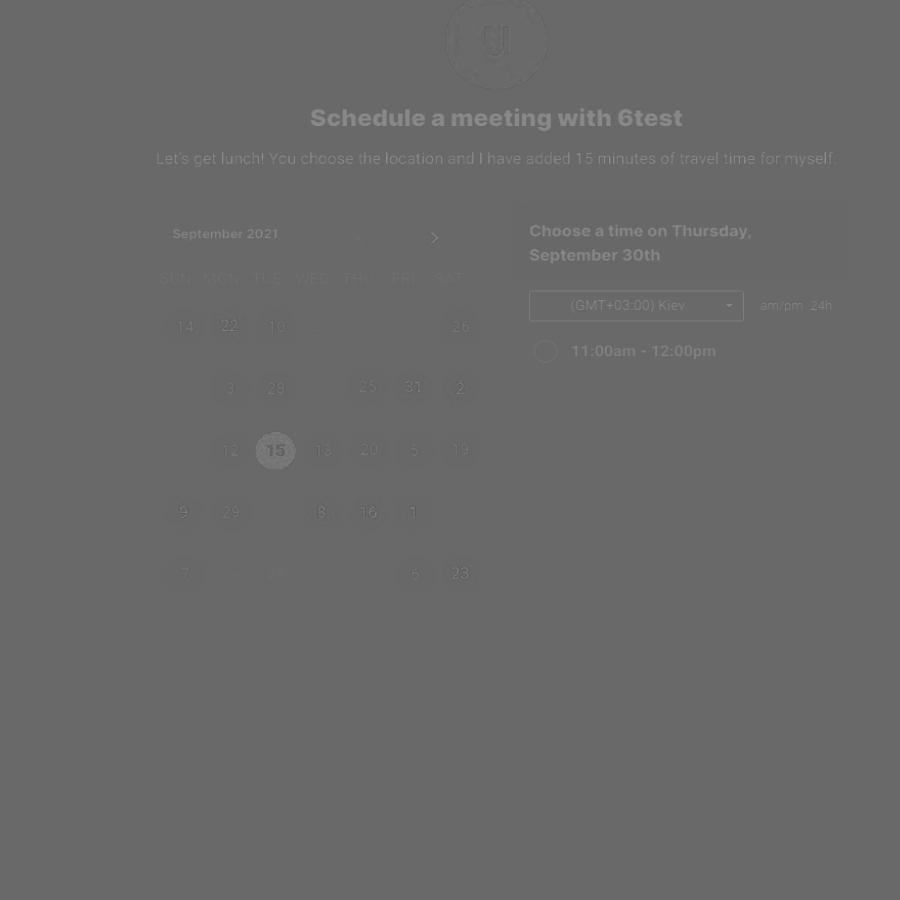 Schedule a meeting with 6test
Let's get lunch! You choose the location and I have added 15 minutes of travel time for myself.
September 2021
SUN MON TUE WED THU FRI SAT
14 22 10 26
3 28 25 31 2
12 15 13 20 5 19
9 29 8 16 1
7 6 23
Choose a time on Thursday,
September 30th
(GMT+03:00) Kiev
am/pm 24h
11:00am - 12:00pm